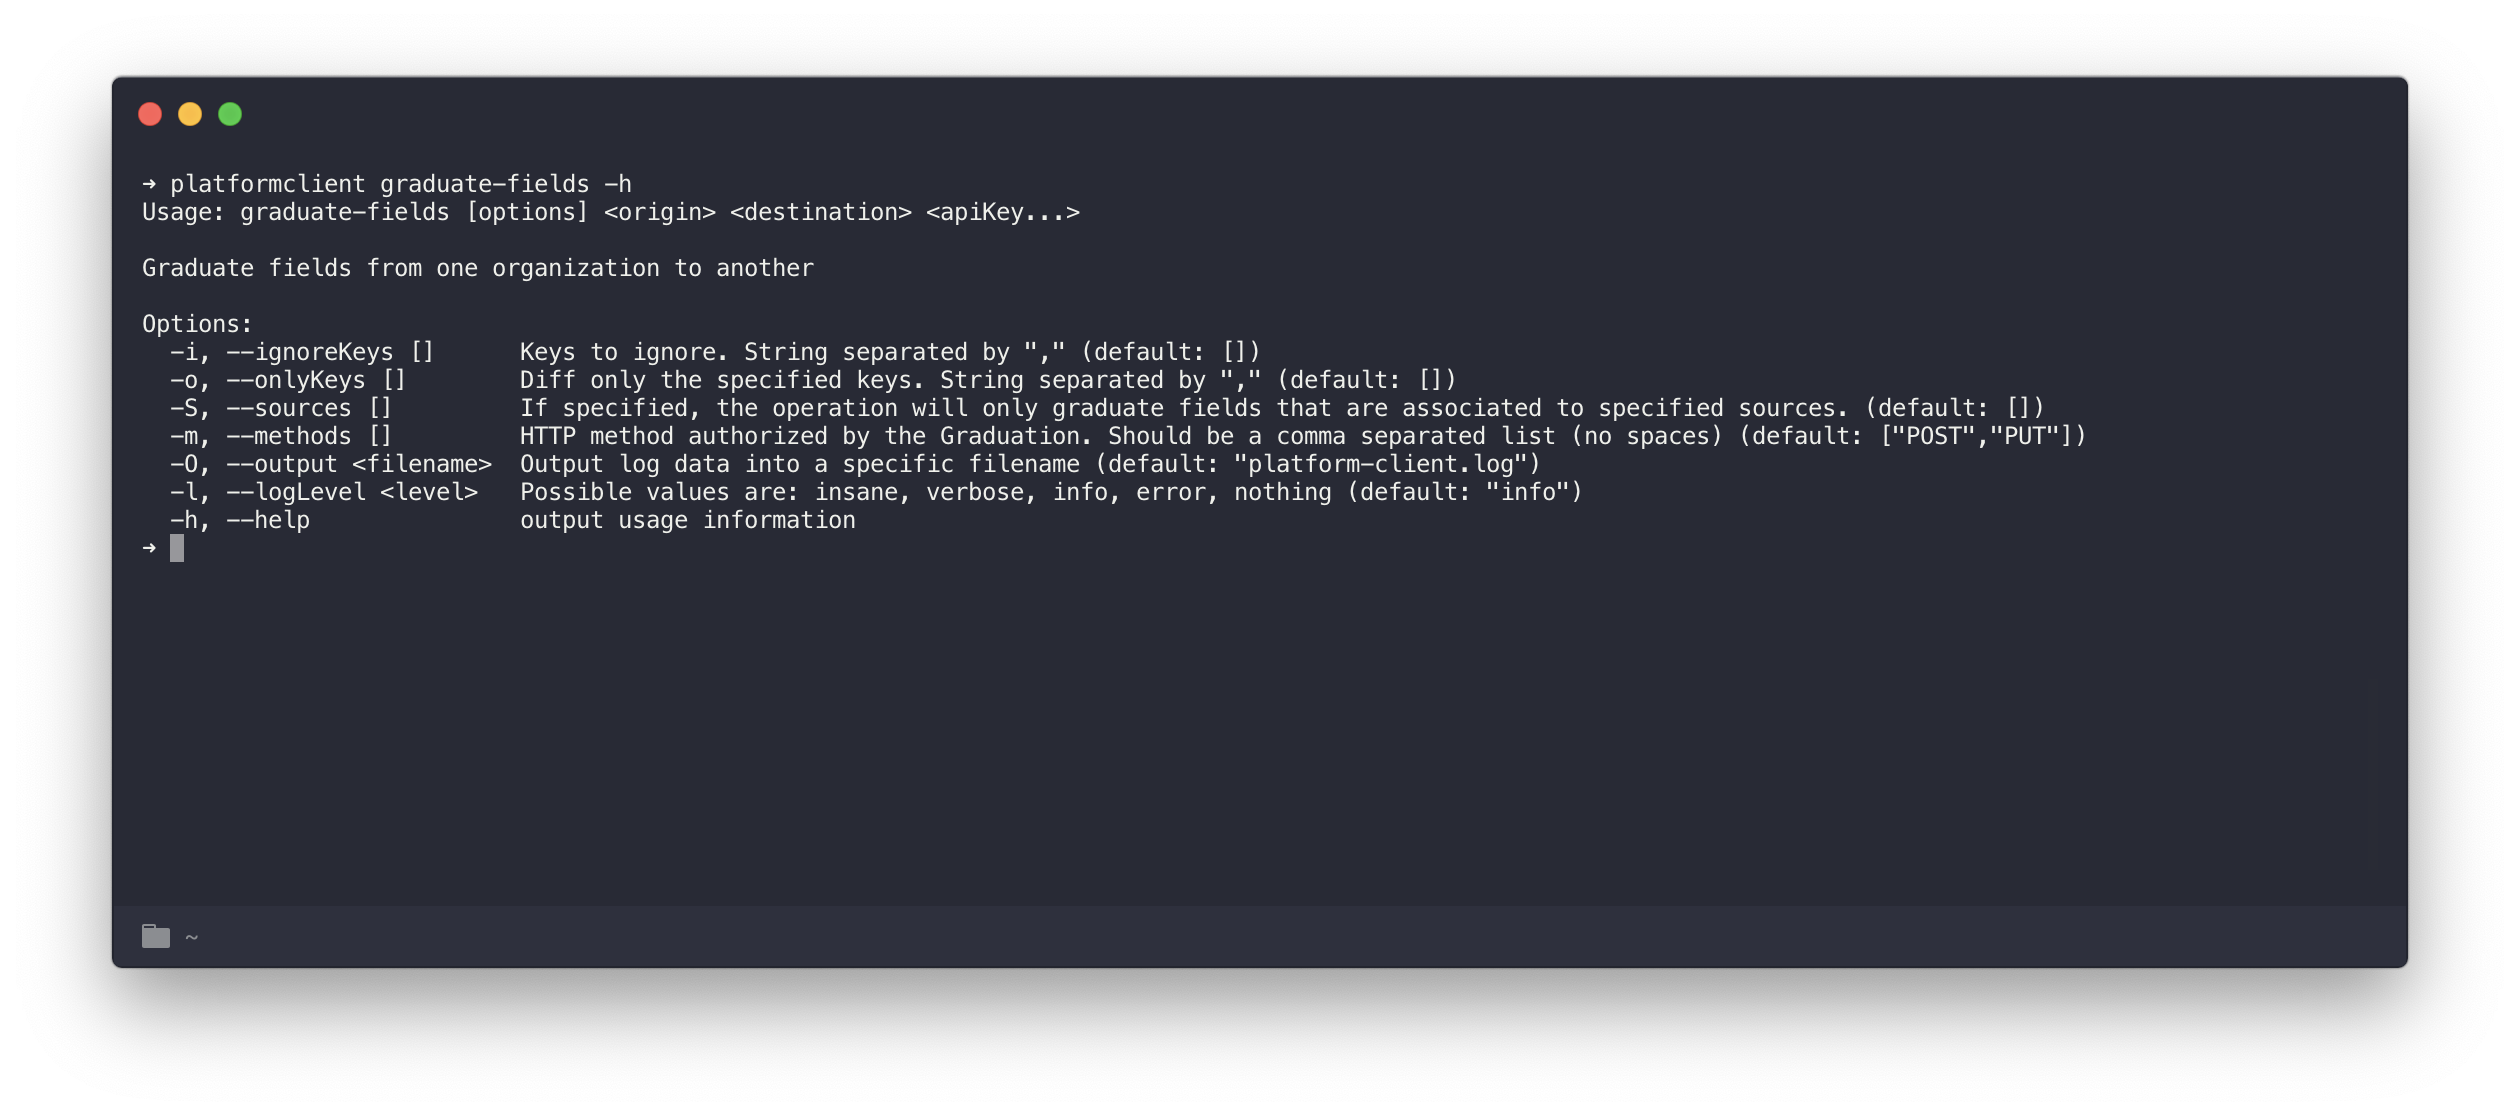 ➜ platformclient graduate-fields -h
Usage: graduate-fields [options] <origin> <destination> <apiKey...>

Graduate fields from one organization to another

Options:
  -i, --ignoreKeys []      Keys to ignore. String separated by "," (default: [])
  -o, --onlyKeys []        Diff only the specified keys. String separated by "," (default: [])
  -S, --sources []         If specified, the operation will only graduate fields that are associated to specified sources. (default: [])
  -m, --methods []         HTTP method authorized by the Graduation. Should be a comma separated list (no spaces) (default: ["POST","PUT"])
  -O, --output <filename>  Output log data into a specific filename (default: "platform-client.log")
  -l, --logLevel <level>   Possible values are: insane, verbose, info, error, nothing (default: "info")
  -h, --help               output usage information
➜
~